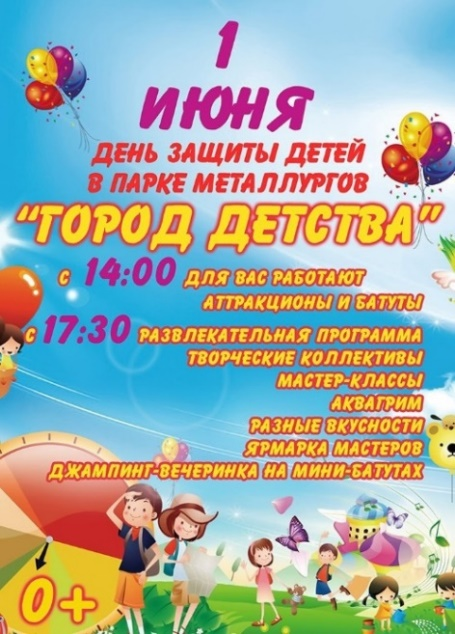 1
ИЮНЯ
ДЕНЬ ЗАЩИТЫ ДЕТЕЙ
В ПАРКЕ МЕТАЛЛУРГОВ
"ГОРОД ДЕТСТВА"
С 14:00 ДЛЯ ВАС РАБОТАЮТ
АТТРАКЦИОНЫ И БАТУТЫ
С 17:30 РАЗВЛЕКАТЕЛЬНАЯ ПРОГРАММА
ТВОРЧЕСКИЕ КОЛЛЕКТИВЫ
МАСТЕР-КЛАССЫ
АКВАГРИМ
РАЗНЫЕ ВКУСНОСТИ
ЯРМАРКА МАСТЕРОВ
ДЖАМПИНГ-ВЕЧЕРИНКА НА МИНИ-БАТУТАХ
0+